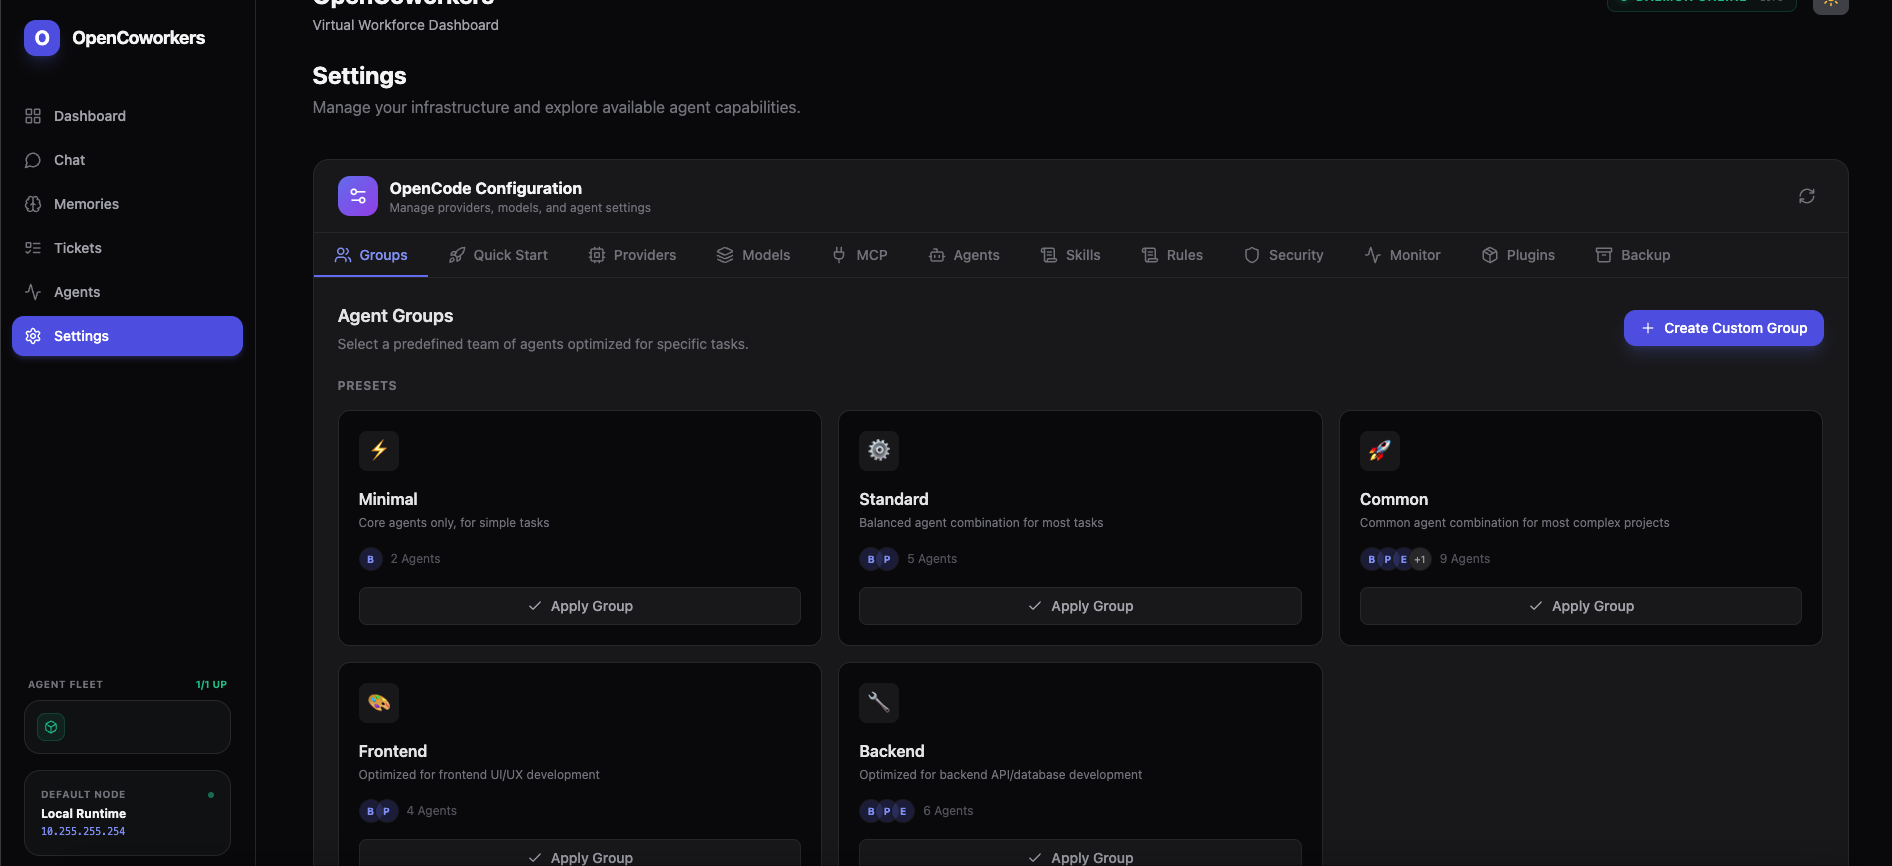 O OpenCoworkers
Dashboard
Chat
Memories
Tickets
Agents
Settings
AGENT FLEET 1/1 UP
DEFAULT NODE
Local Runtime
10.255.255.254
OpenCoworkers
Virtual Workforce Dashboard
DAEMON ONLINE
Settings
Manage your infrastructure and explore available agent capabilities.
OpenCode Configuration
Manage providers, models, and agent settings
Groups Quick Start Providers Models MCP Agents Skills Rules Security Monitor Plugins Backup
Agent Groups
Select a predefined team of agents optimized for specific tasks.
+ Create Custom Group
PRESETS
Minimal
Core agents only, for simple tasks
B 2 Agents
Apply Group
Standard
Balanced agent combination for most tasks
B P 5 Agents
Apply Group
Common
Common agent combination for most complex projects
B P E +1 9 Agents
Apply Group
Frontend
Optimized for frontend UI/UX development
B P 4 Agents
Apply Group
Backend
Optimized for backend API/database development
B P E 6 Agents
Apply Group